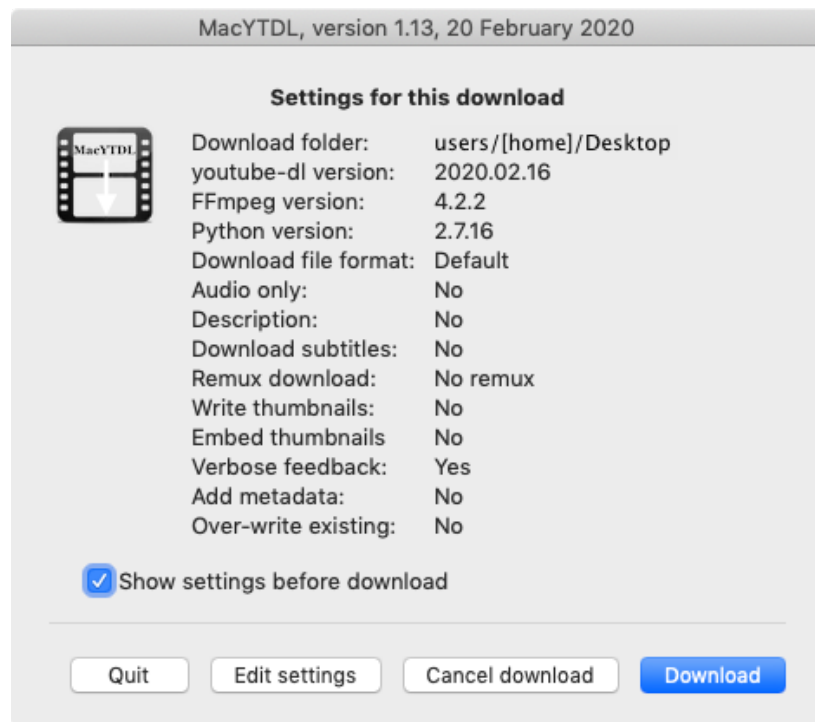 MacYTDL, version 1.13, 20 February 2020
Settings for this download
MacYTDL
Download folder: users/[home]/Desktop
youtube-dl version: 2020.02.16
FFmpeg version: 4.2.2
Python version: 2.7.16
Download file format: Default
Audio only: No
Description: No
Download subtitles: No
Remux download: No remux
Write thumbnails: No
Embed thumbnails No
Verbose feedback: Yes
Add metadata: No
Over-write existing: No
Show settings before download
Quit Edit settings Cancel download Download